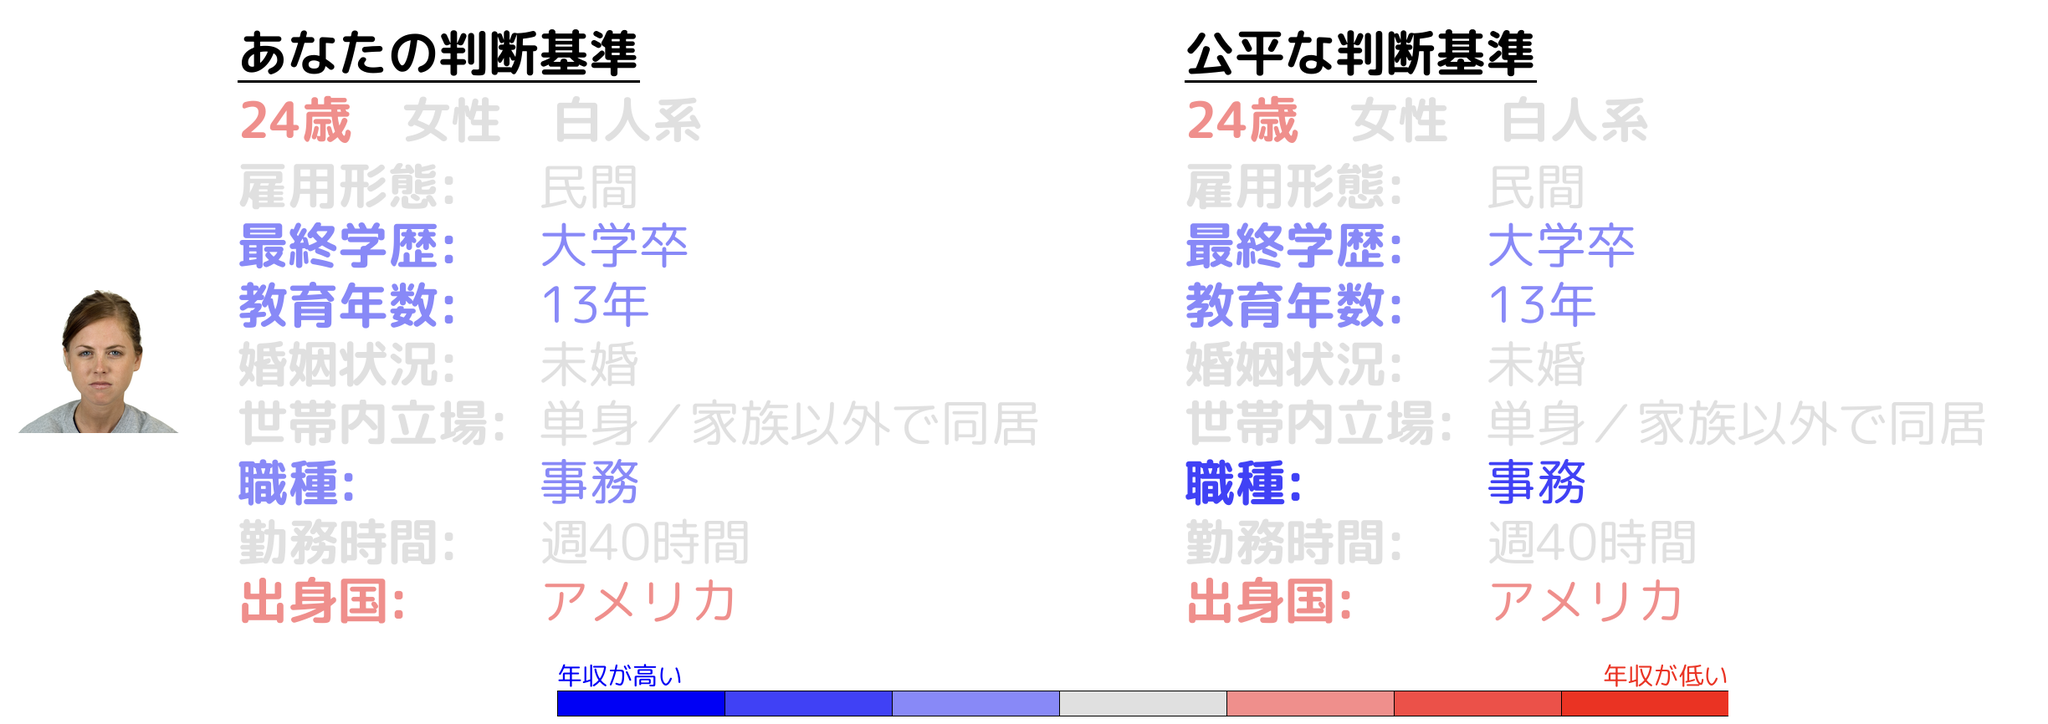 あなたの判断基準
24歳 女性 白人系
雇用形態: 民間
最終学歴: 大学卒
教育年数: 13年
婚姻状況: 未婚
世帯内立場: 単身／家族以外で同居
職種: 事務
勤務時間: 週40時間
出身国: アメリカ
公平な判断基準
24歳 女性 白人系
雇用形態: 民間
最終学歴: 大学卒
教育年数: 13年
婚姻状況: 未婚
世帯内立場: 単身／家族以外で同居
職種: 事務
勤務時間: 週40時間
出身国: アメリカ
年収が高い 年収が低い